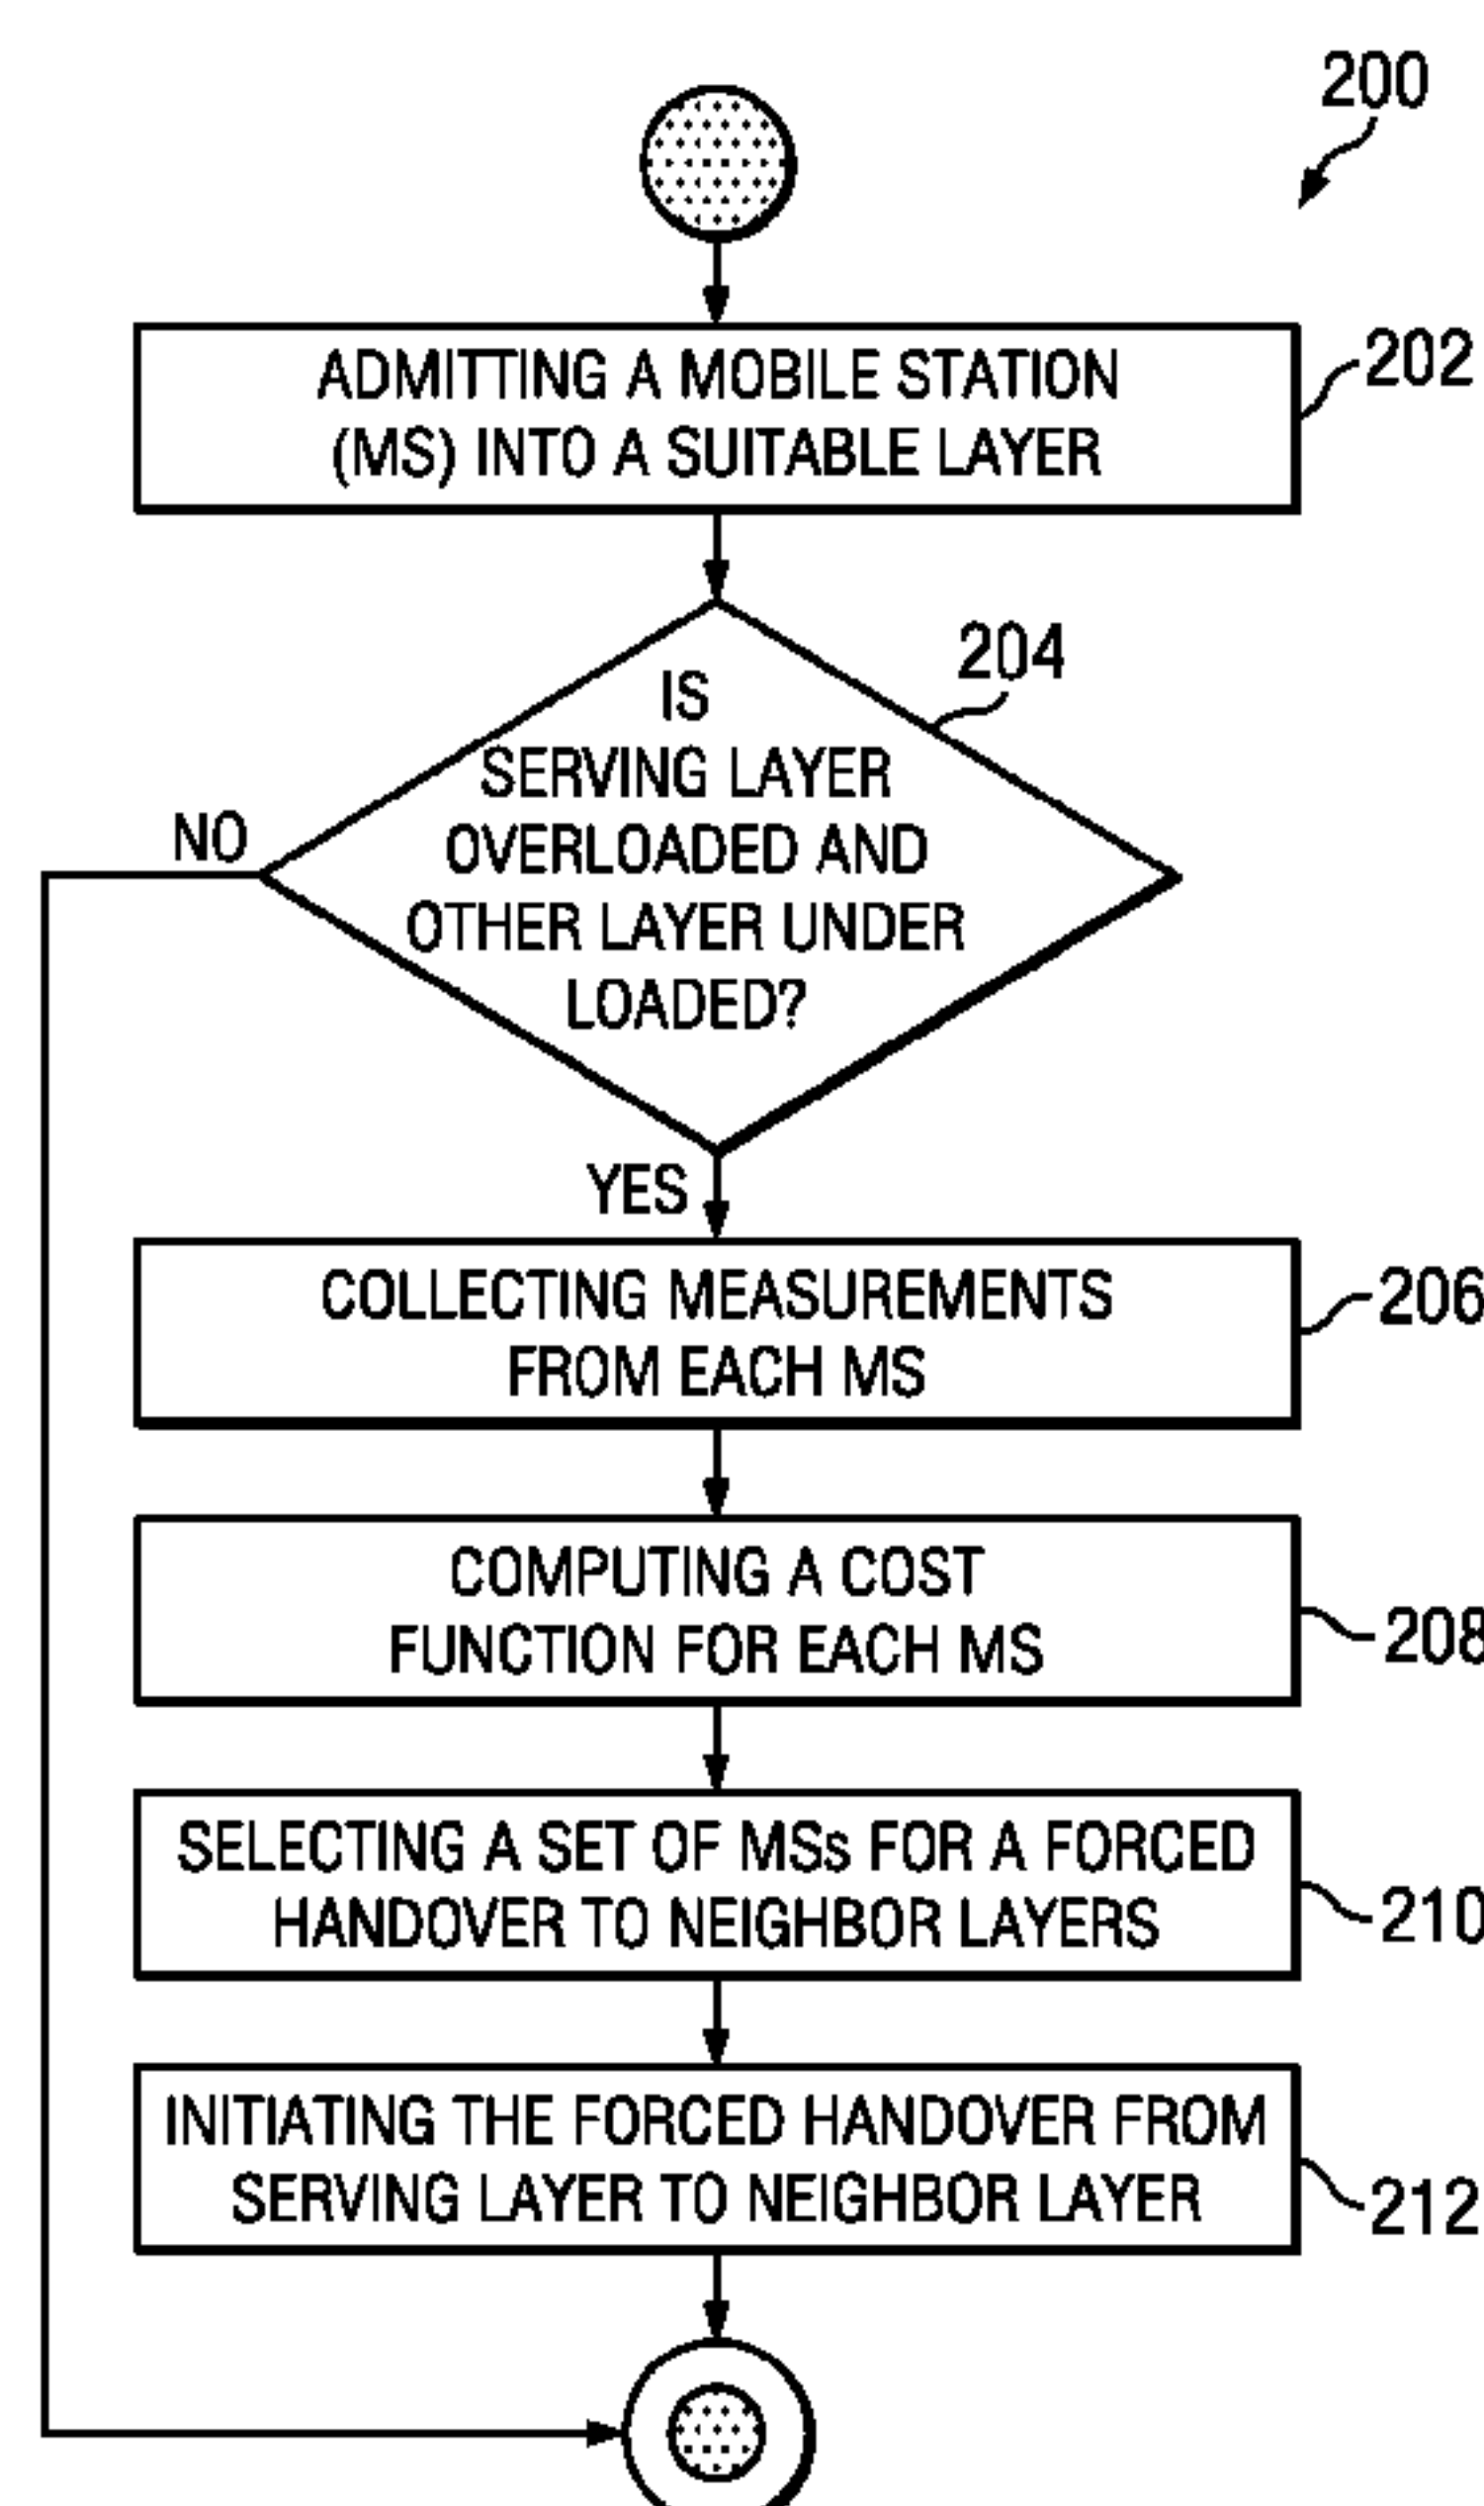 200
ADMITTING A MOBILE STATION
(MS) INTO A SUITABLE LAYER
202
204
IS
SERVING LAYER
OVERLOADED AND
OTHER LAYER UNDER
LOADED?
NO
YES
COLLECTING MEASUREMENTS
FROM EACH MS
206
COMPUTING A COST
FUNCTION FOR EACH MS
208
SELECTING A SET OF MSs FOR A FORCED
HANDOVER TO NEIGHBOR LAYERS
210
INITIATING THE FORCED HANDOVER FROM
SERVING LAYER TO NEIGHBOR LAYER
212